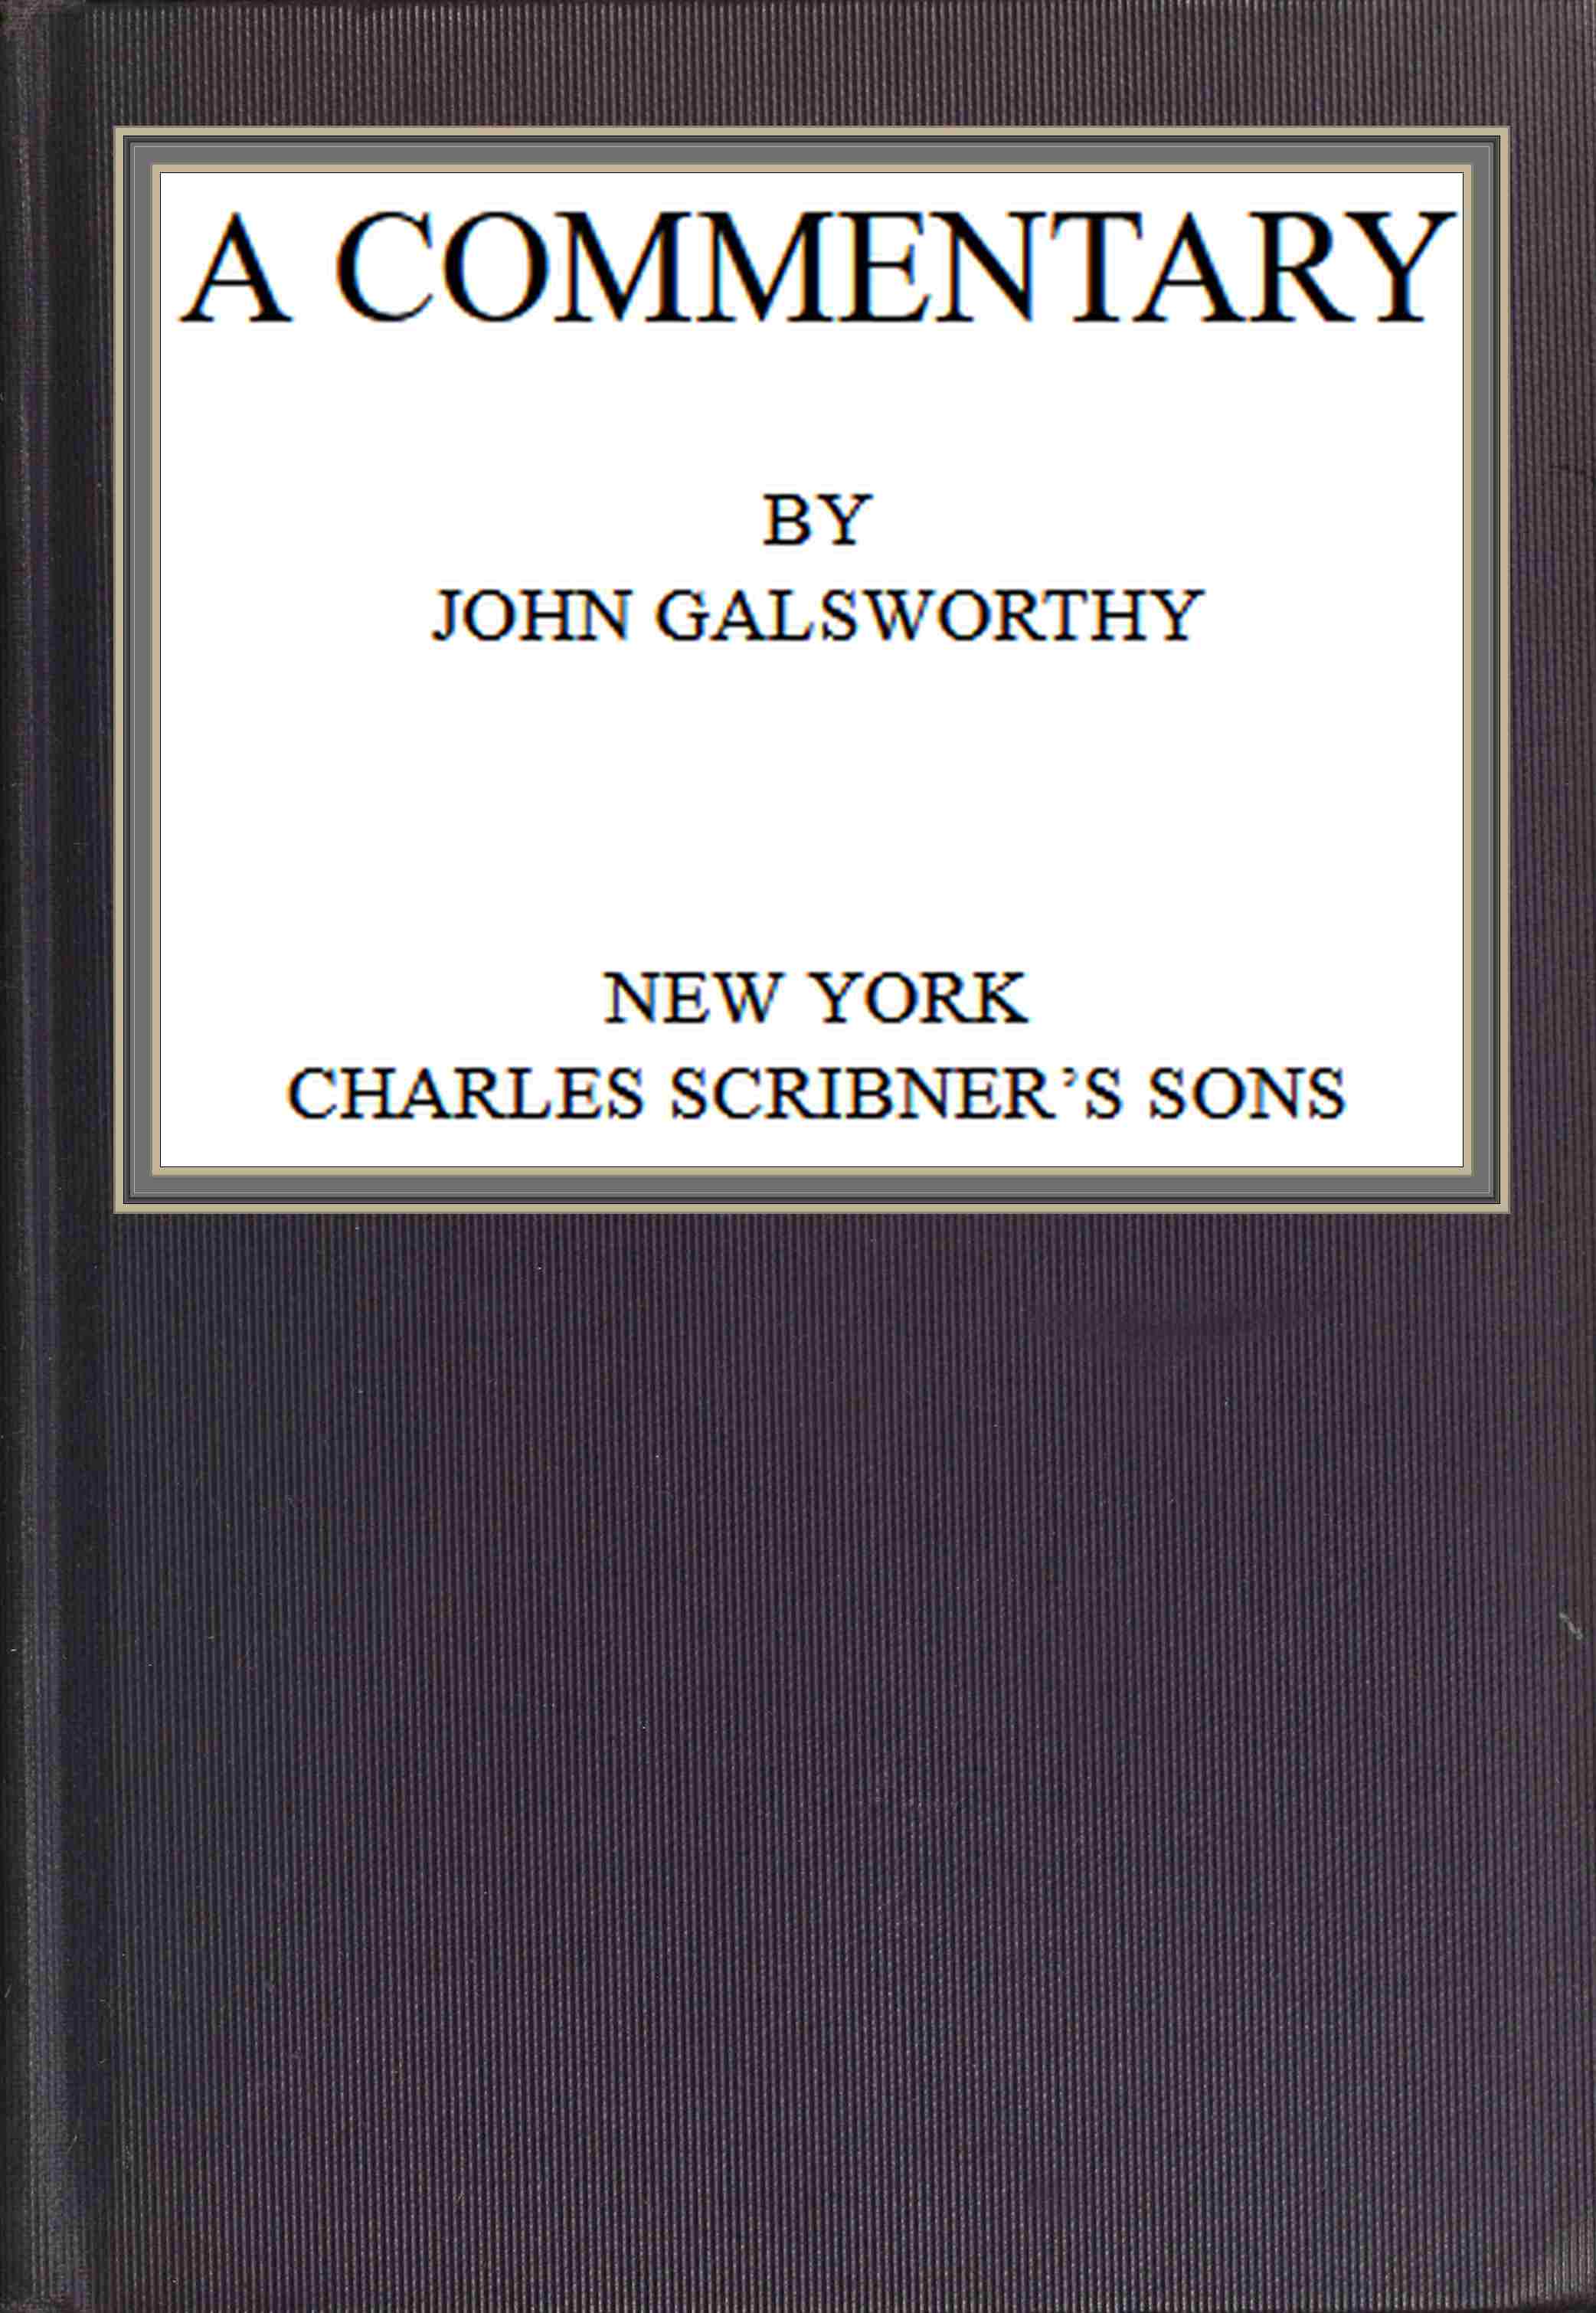 A COMMENTARY
BY
JOHN GALSWORTHY
NEW YORK
CHARLES SCRIBNER’S SONS